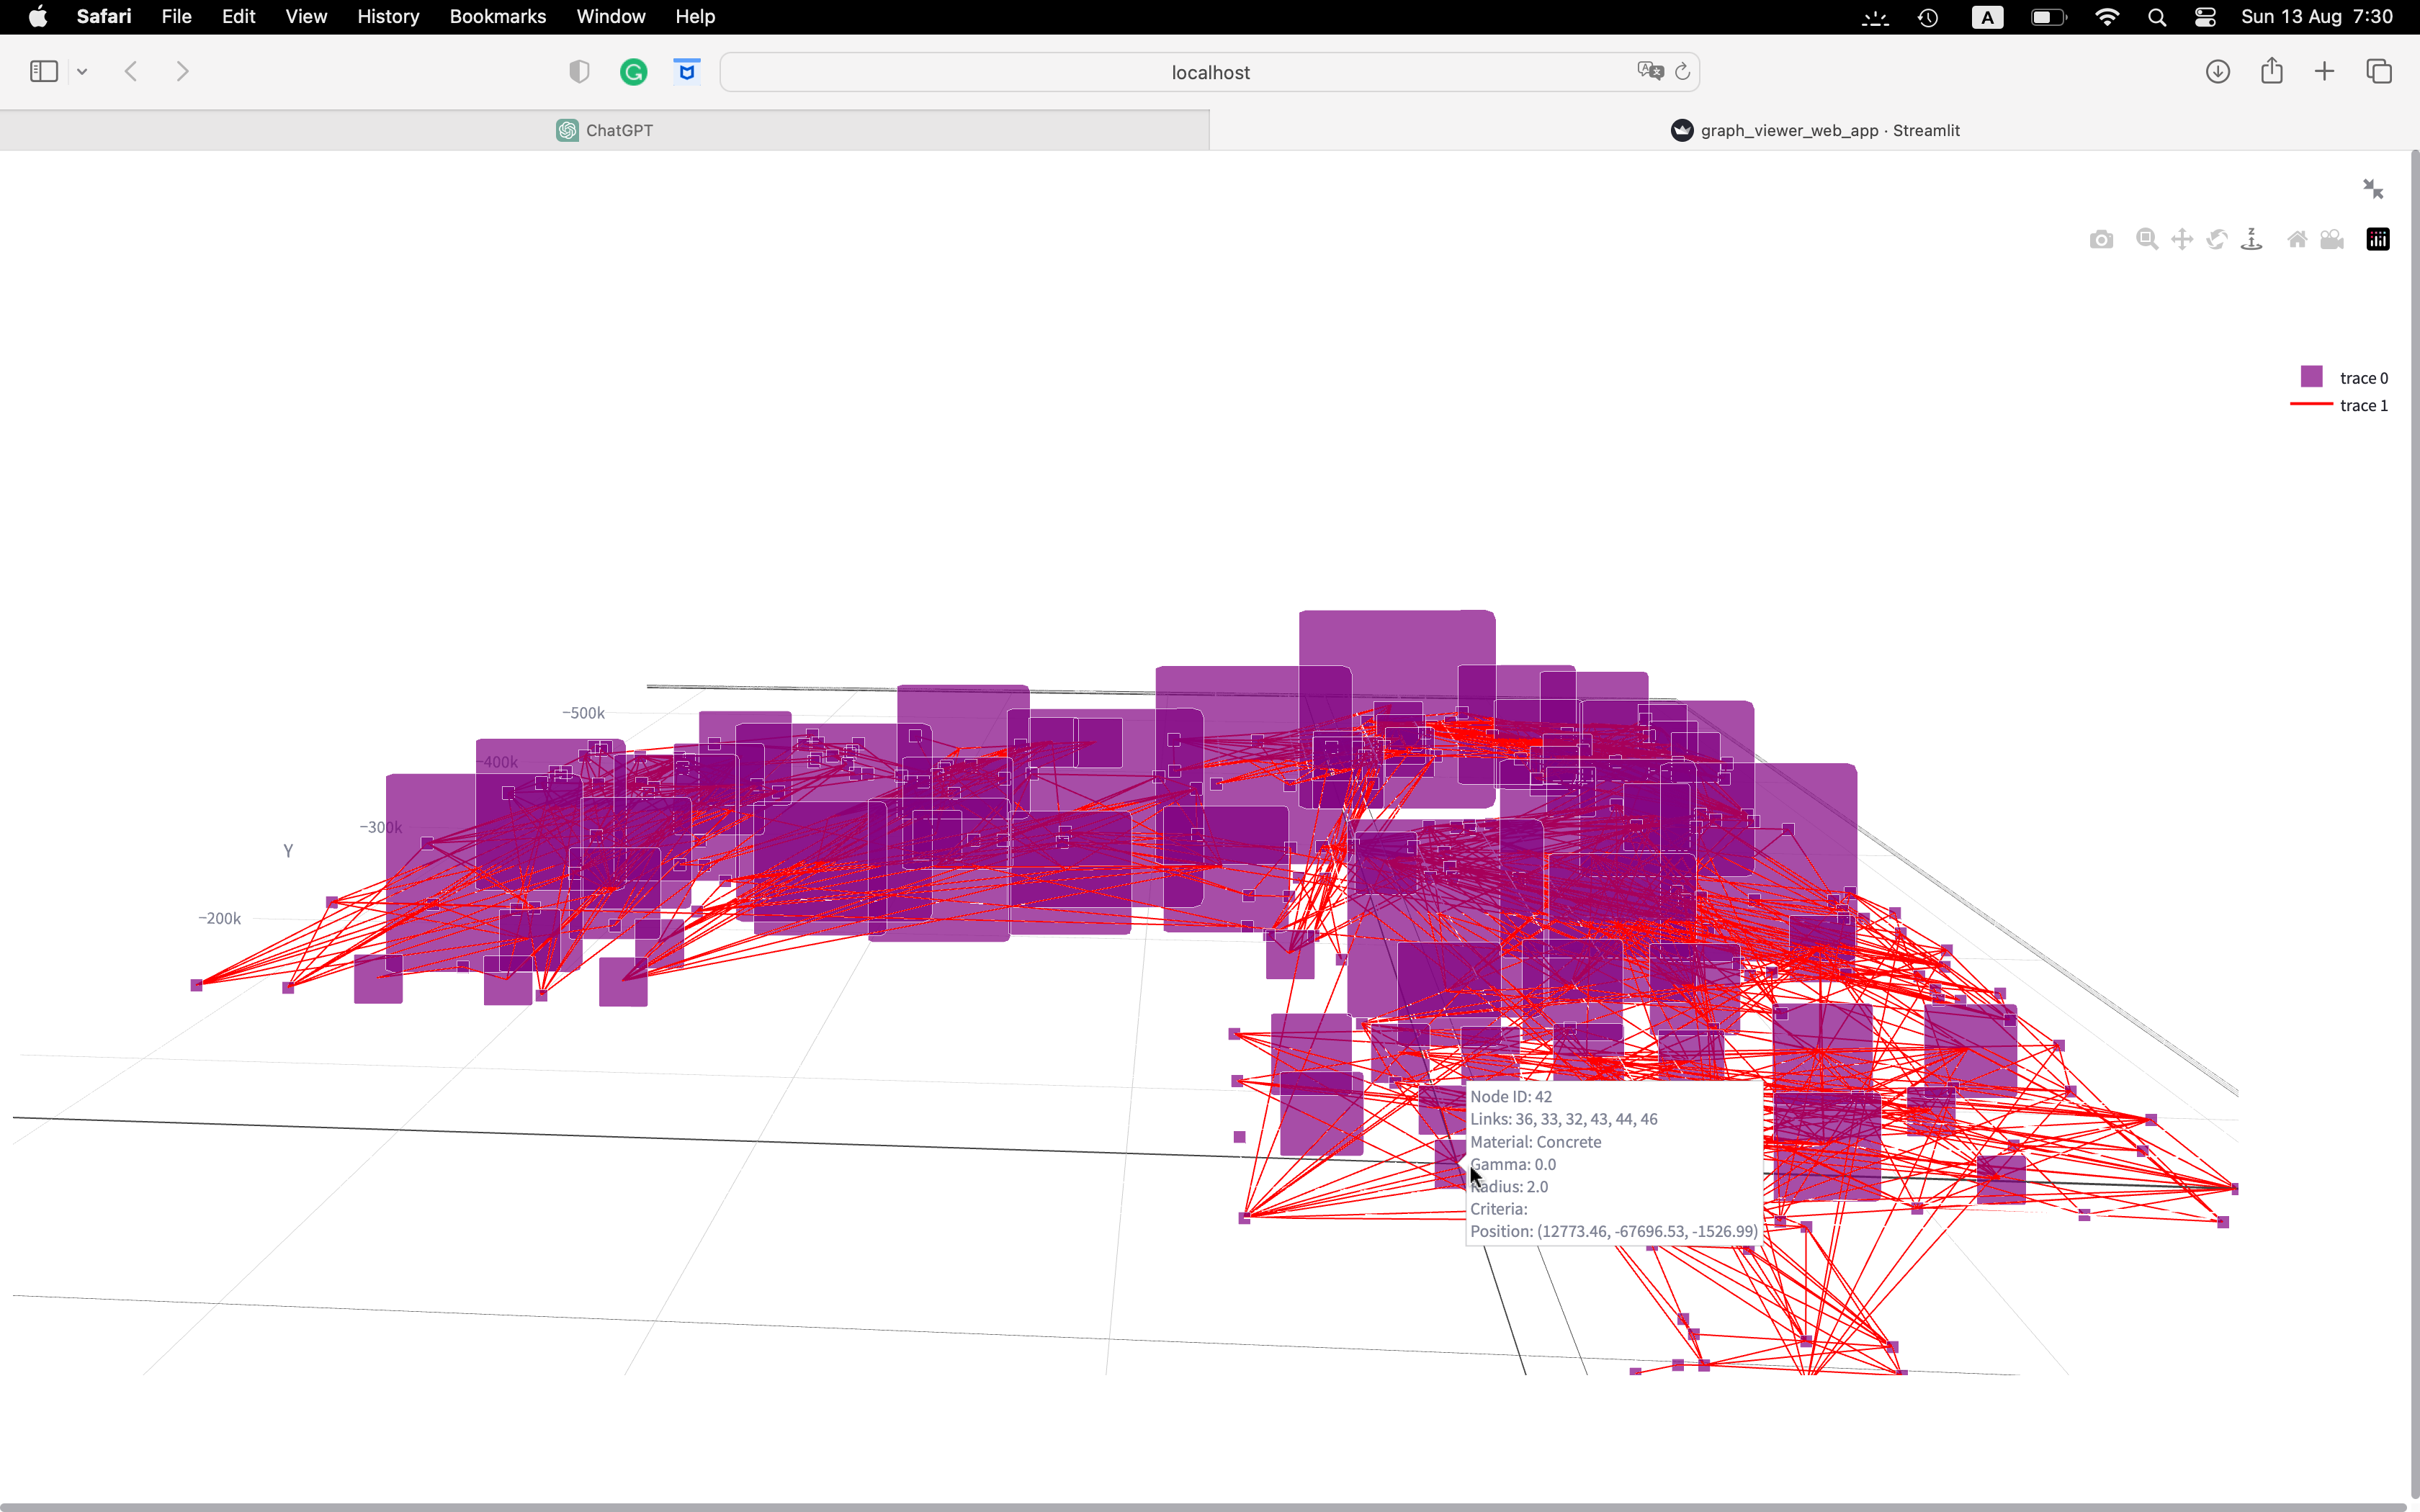 Safari File Edit View History Bookmarks Window Help A Sun 13 Aug 7:30
localhost
ChatGPT
graph_viewer_web_app · Streamlit
trace 0
trace 1
−500k
−400k
−300k
Y
−200k
Node ID: 42
Links: 36, 33, 32, 43, 44, 46
Material: Concrete
Gamma: 0.0
Radius: 2.0
Criteria:
Position: (12773.46, -67696.53, -1526.99)